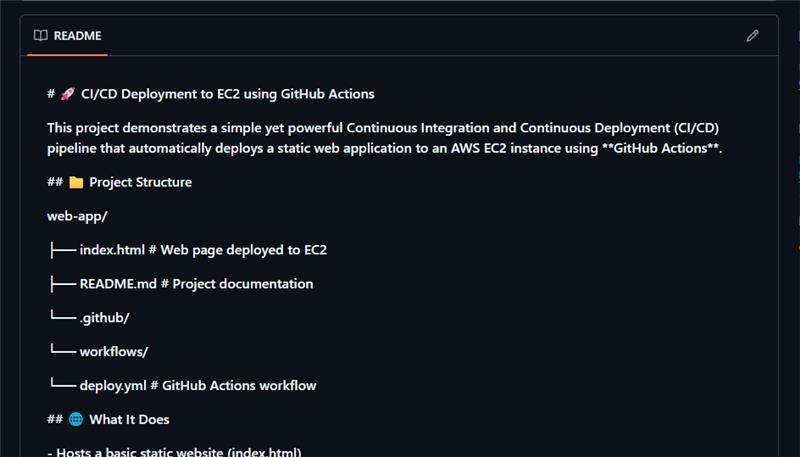 README
# 🚀 CI/CD Deployment to EC2 using GitHub Actions
This project demonstrates a simple yet powerful Continuous Integration and Continuous Deployment (CI/CD)
pipeline that automatically deploys a static web application to an AWS EC2 instance using **GitHub Actions**.
## 📁 Project Structure
web-app/
├── index.html # Web page deployed to EC2
├── README.md # Project documentation
└── .github/
└── workflows/
└── deploy.yml # GitHub Actions workflow
## 🌐 What It Does
- Hosts a basic static website (index.html)